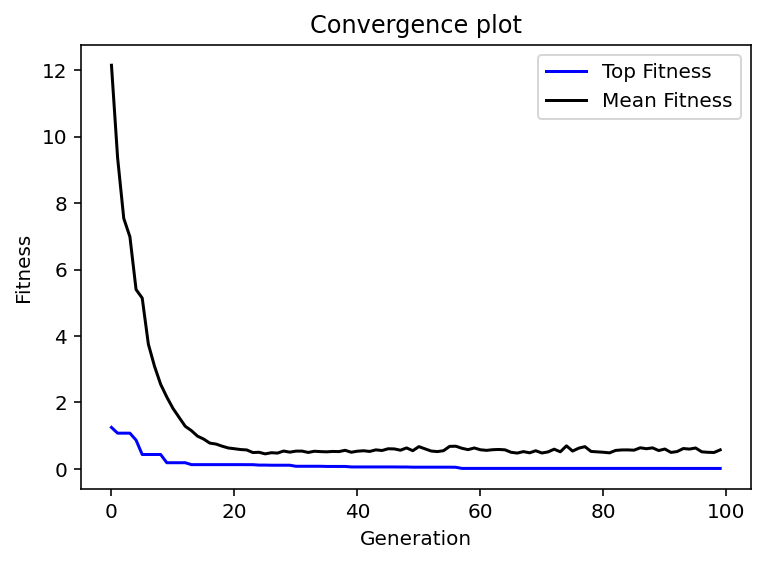 Convergence plot
Top Fitness
Mean Fitness
12
10
8
6
4
2
0
Fitness
0 20 40 60 80 100
Generation